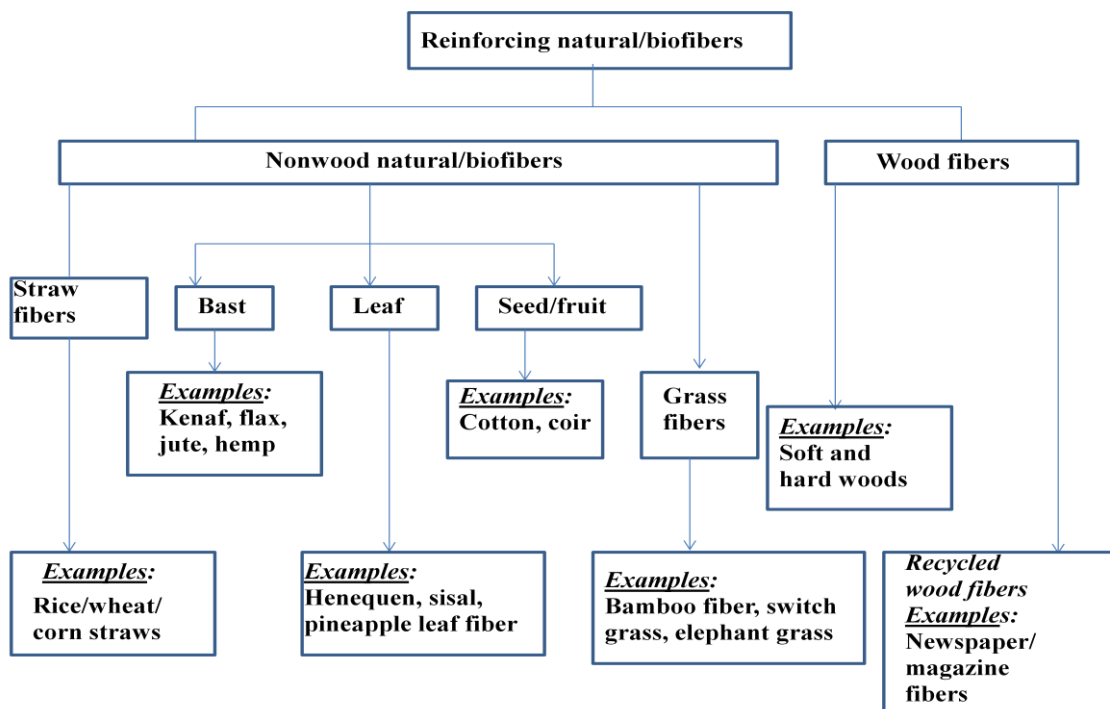 Reinforcing natural/biofibers
Nonwood natural/biofibers
Wood fibers
Straw
fibers
Bast
Leaf
Seed/fruit
Examples:
Kenaf, flax,
jute, hemp
Examples:
Cotton, coir
Grass
fibers
Examples:
Soft and
hard woods
Examples:
Rice/wheat/
corn straws
Examples:
Henequen, sisal,
pineapple leaf fiber
Examples:
Bamboo fiber, switch
grass, elephant grass
Recycled
wood fibers
Examples:
Newspaper/
magazine
fibers